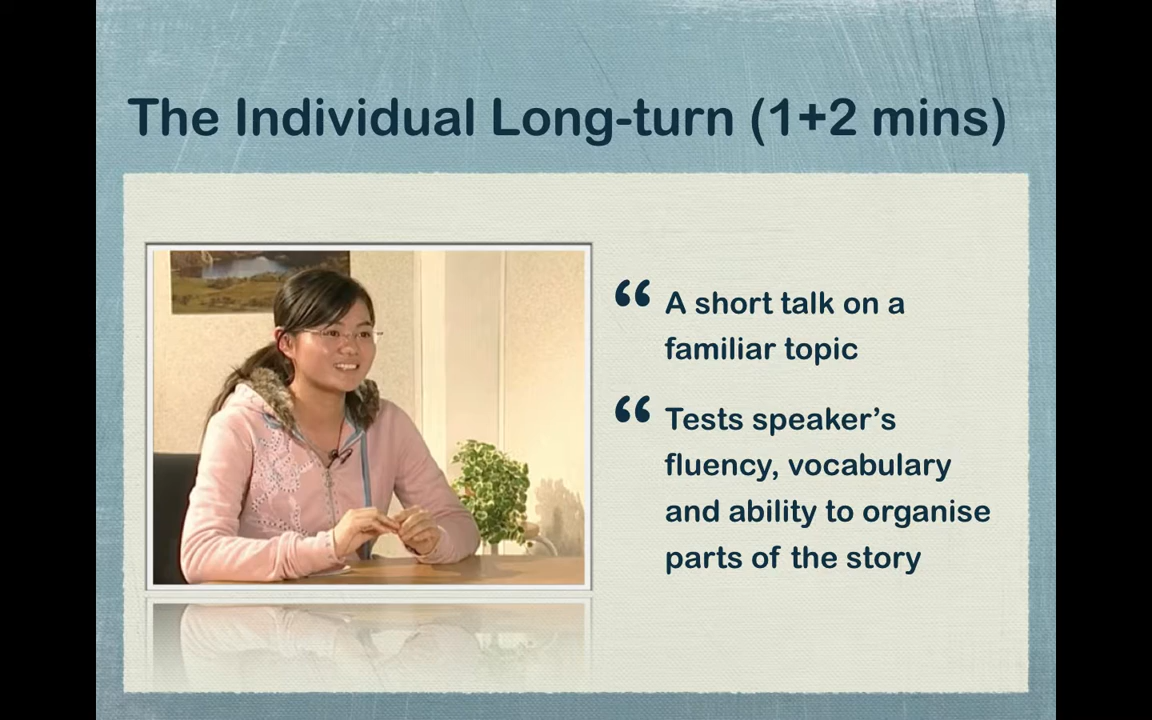 The Individual Long-turn (1+2 mins)
“ A short talk on a
familiar topic
“ Tests speaker’s
fluency, vocabulary
and ability to organise
parts of the story